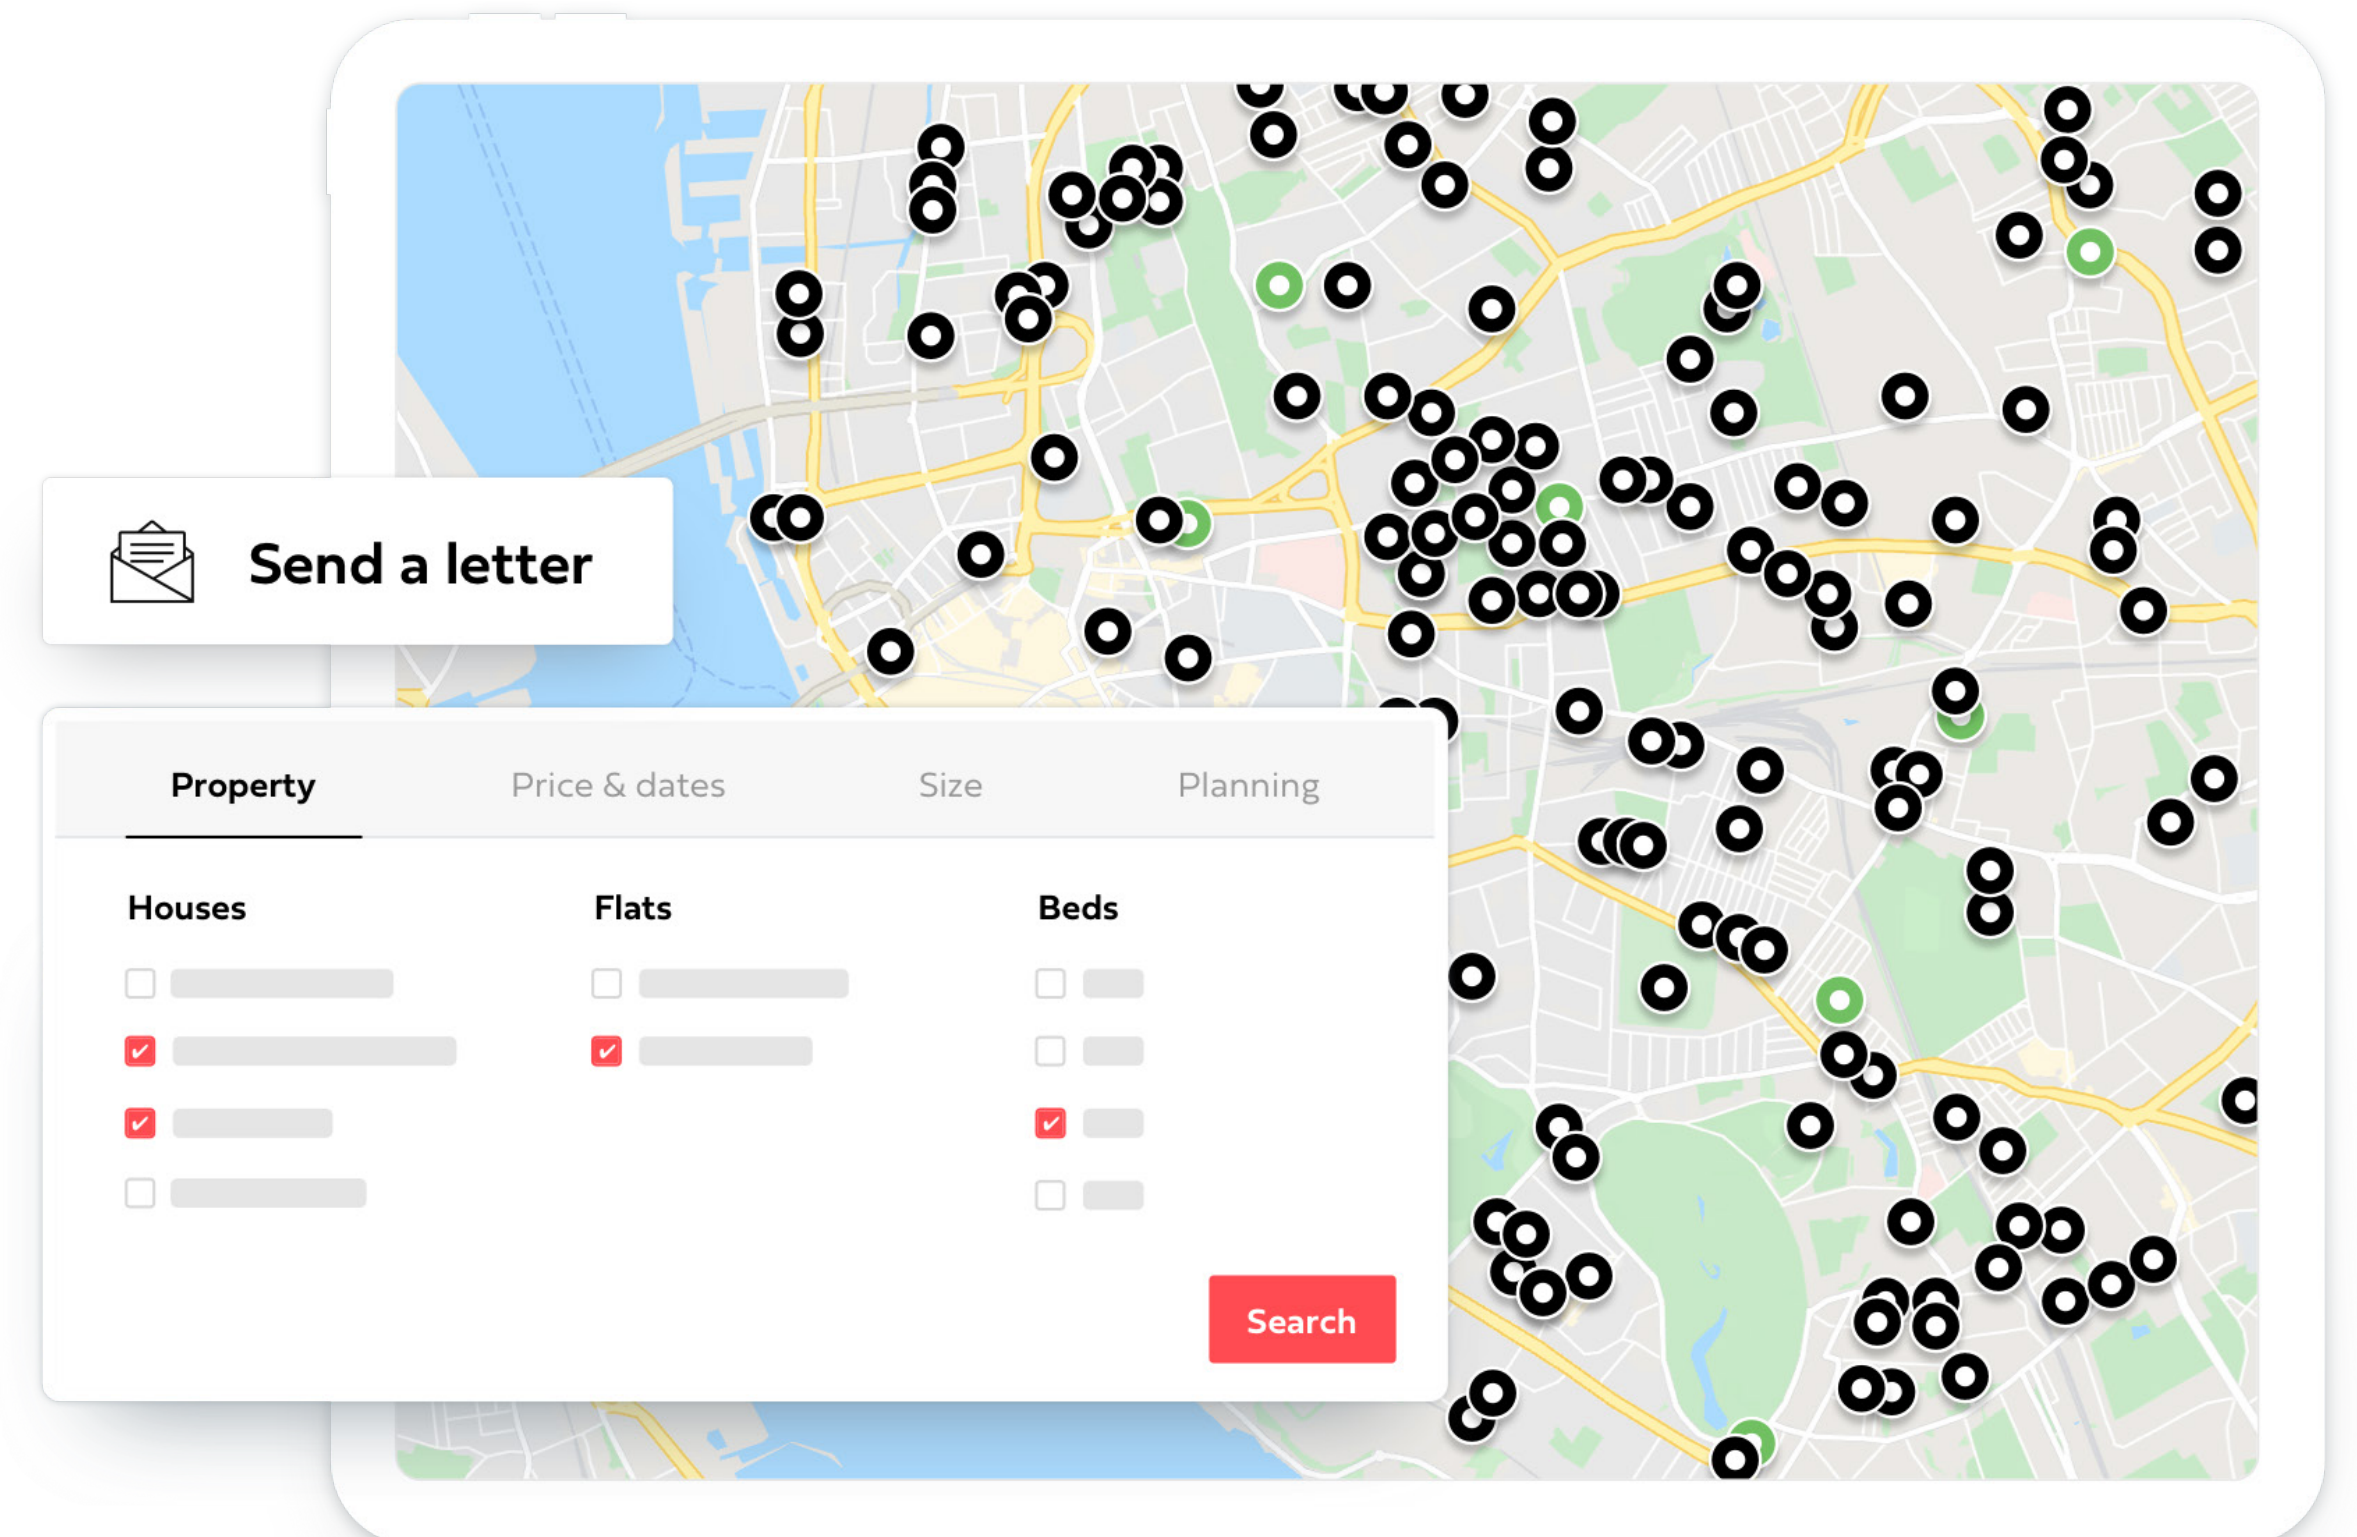 Send a letter
Property
Price & dates
Size
Planning
Houses
Flats
Beds
Search